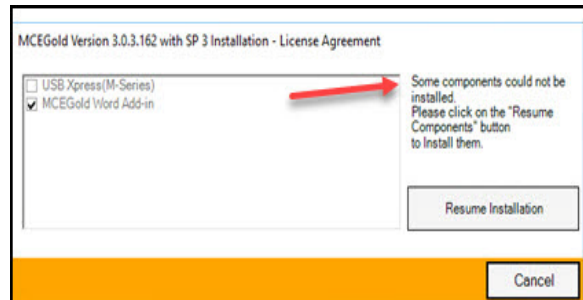 MCEGold Version 3.0.3.162 with SP 3 Installation - License Agreement
USB Xpress(M-Series)
MCEGold Word Add-in
Some components could not be
installed.
Please click on the "Resume
Components" button
to Install them.
Resume Installation
Cancel